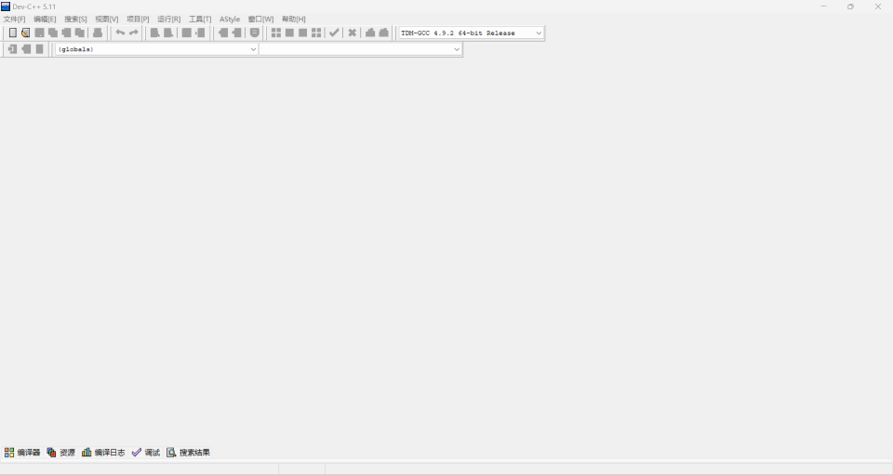 Dev-C++ 5.11
文件[F] 编辑[E] 搜索[S] 视图[V] 项目[P] 运行[R] 工具[T] AStyle 窗口[W] 帮助[H]
TDM-GCC 4.9.2 64-bit Release
(globals)
编译器 资源 编译日志 调试 搜索结果